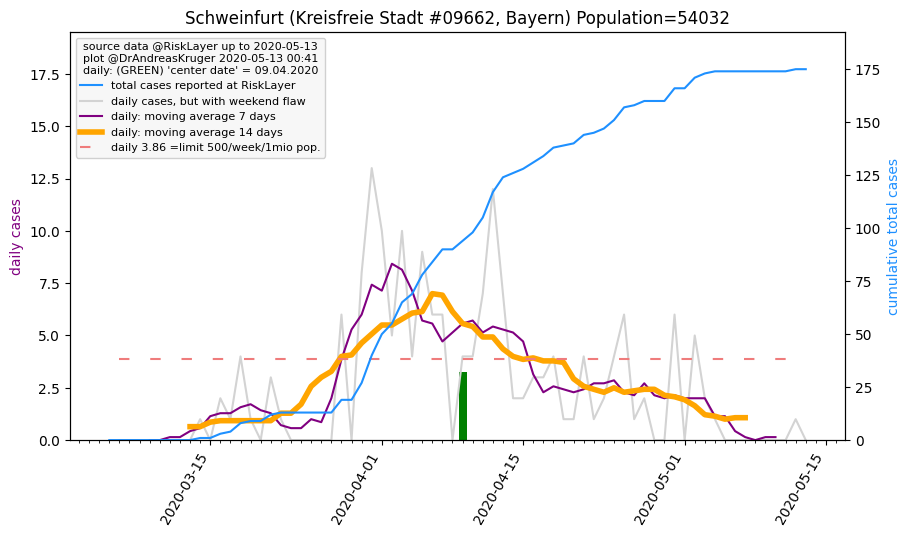 Schweinfurt (Kreisfreie Stadt #09662, Bayern) Population=54032
source data @RiskLayer up to 2020-05-13
plot @DrAndreasKruger 2020-05-13 00:41
daily: (GREEN) 'center date' = 09.04.2020
total cases reported at RiskLayer
daily cases, but with weekend flaw
daily: moving average 7 days
daily: moving average 14 days
daily 3.86 =limit 500/week/1mio pop.
daily cases
17.5
15.0
12.5
10.0
7.5
5.0
2.5
0.0
175
150
125
100
75
50
25
0
cumulative total cases
2020-03-15
2020-04-01
2020-04-15
2020-05-01
2020-05-15